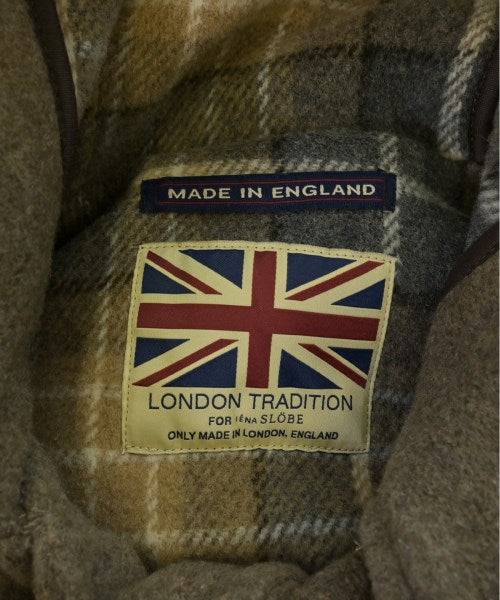 MADE IN ENGLAND
LONDON TRADITION
FOR IÉNA SLÖBE
ONLY MADE IN LONDON, ENGLAND